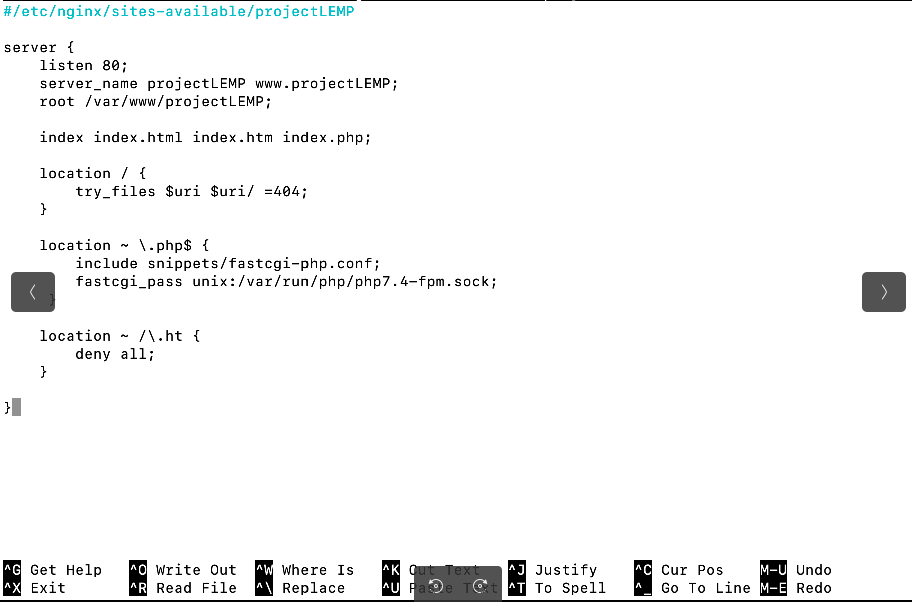 #/etc/nginx/sites-available/projectLEMP
server {
    listen 80;
    server_name projectLEMP www.projectLEMP;
    root /var/www/projectLEMP;
    index index.html index.htm index.php;
    location / {
        try_files $uri $uri/ =404;
    }
    location ~ \.php$ {
        include snippets/fastcgi-php.conf;
        fastcgi_pass unix:/var/run/php/php7.4-fpm.sock;
    }
    location ~ /\.ht {
        deny all;
    }
}
^G Get Help ^O Write Out ^W Where Is ^K Cut Text ^J Justify ^C Cur Pos M-U Undo
^X Exit ^R Read File ^\ Replace ^U Paste Text ^T To Spell ^_ Go To Line M-E Redo